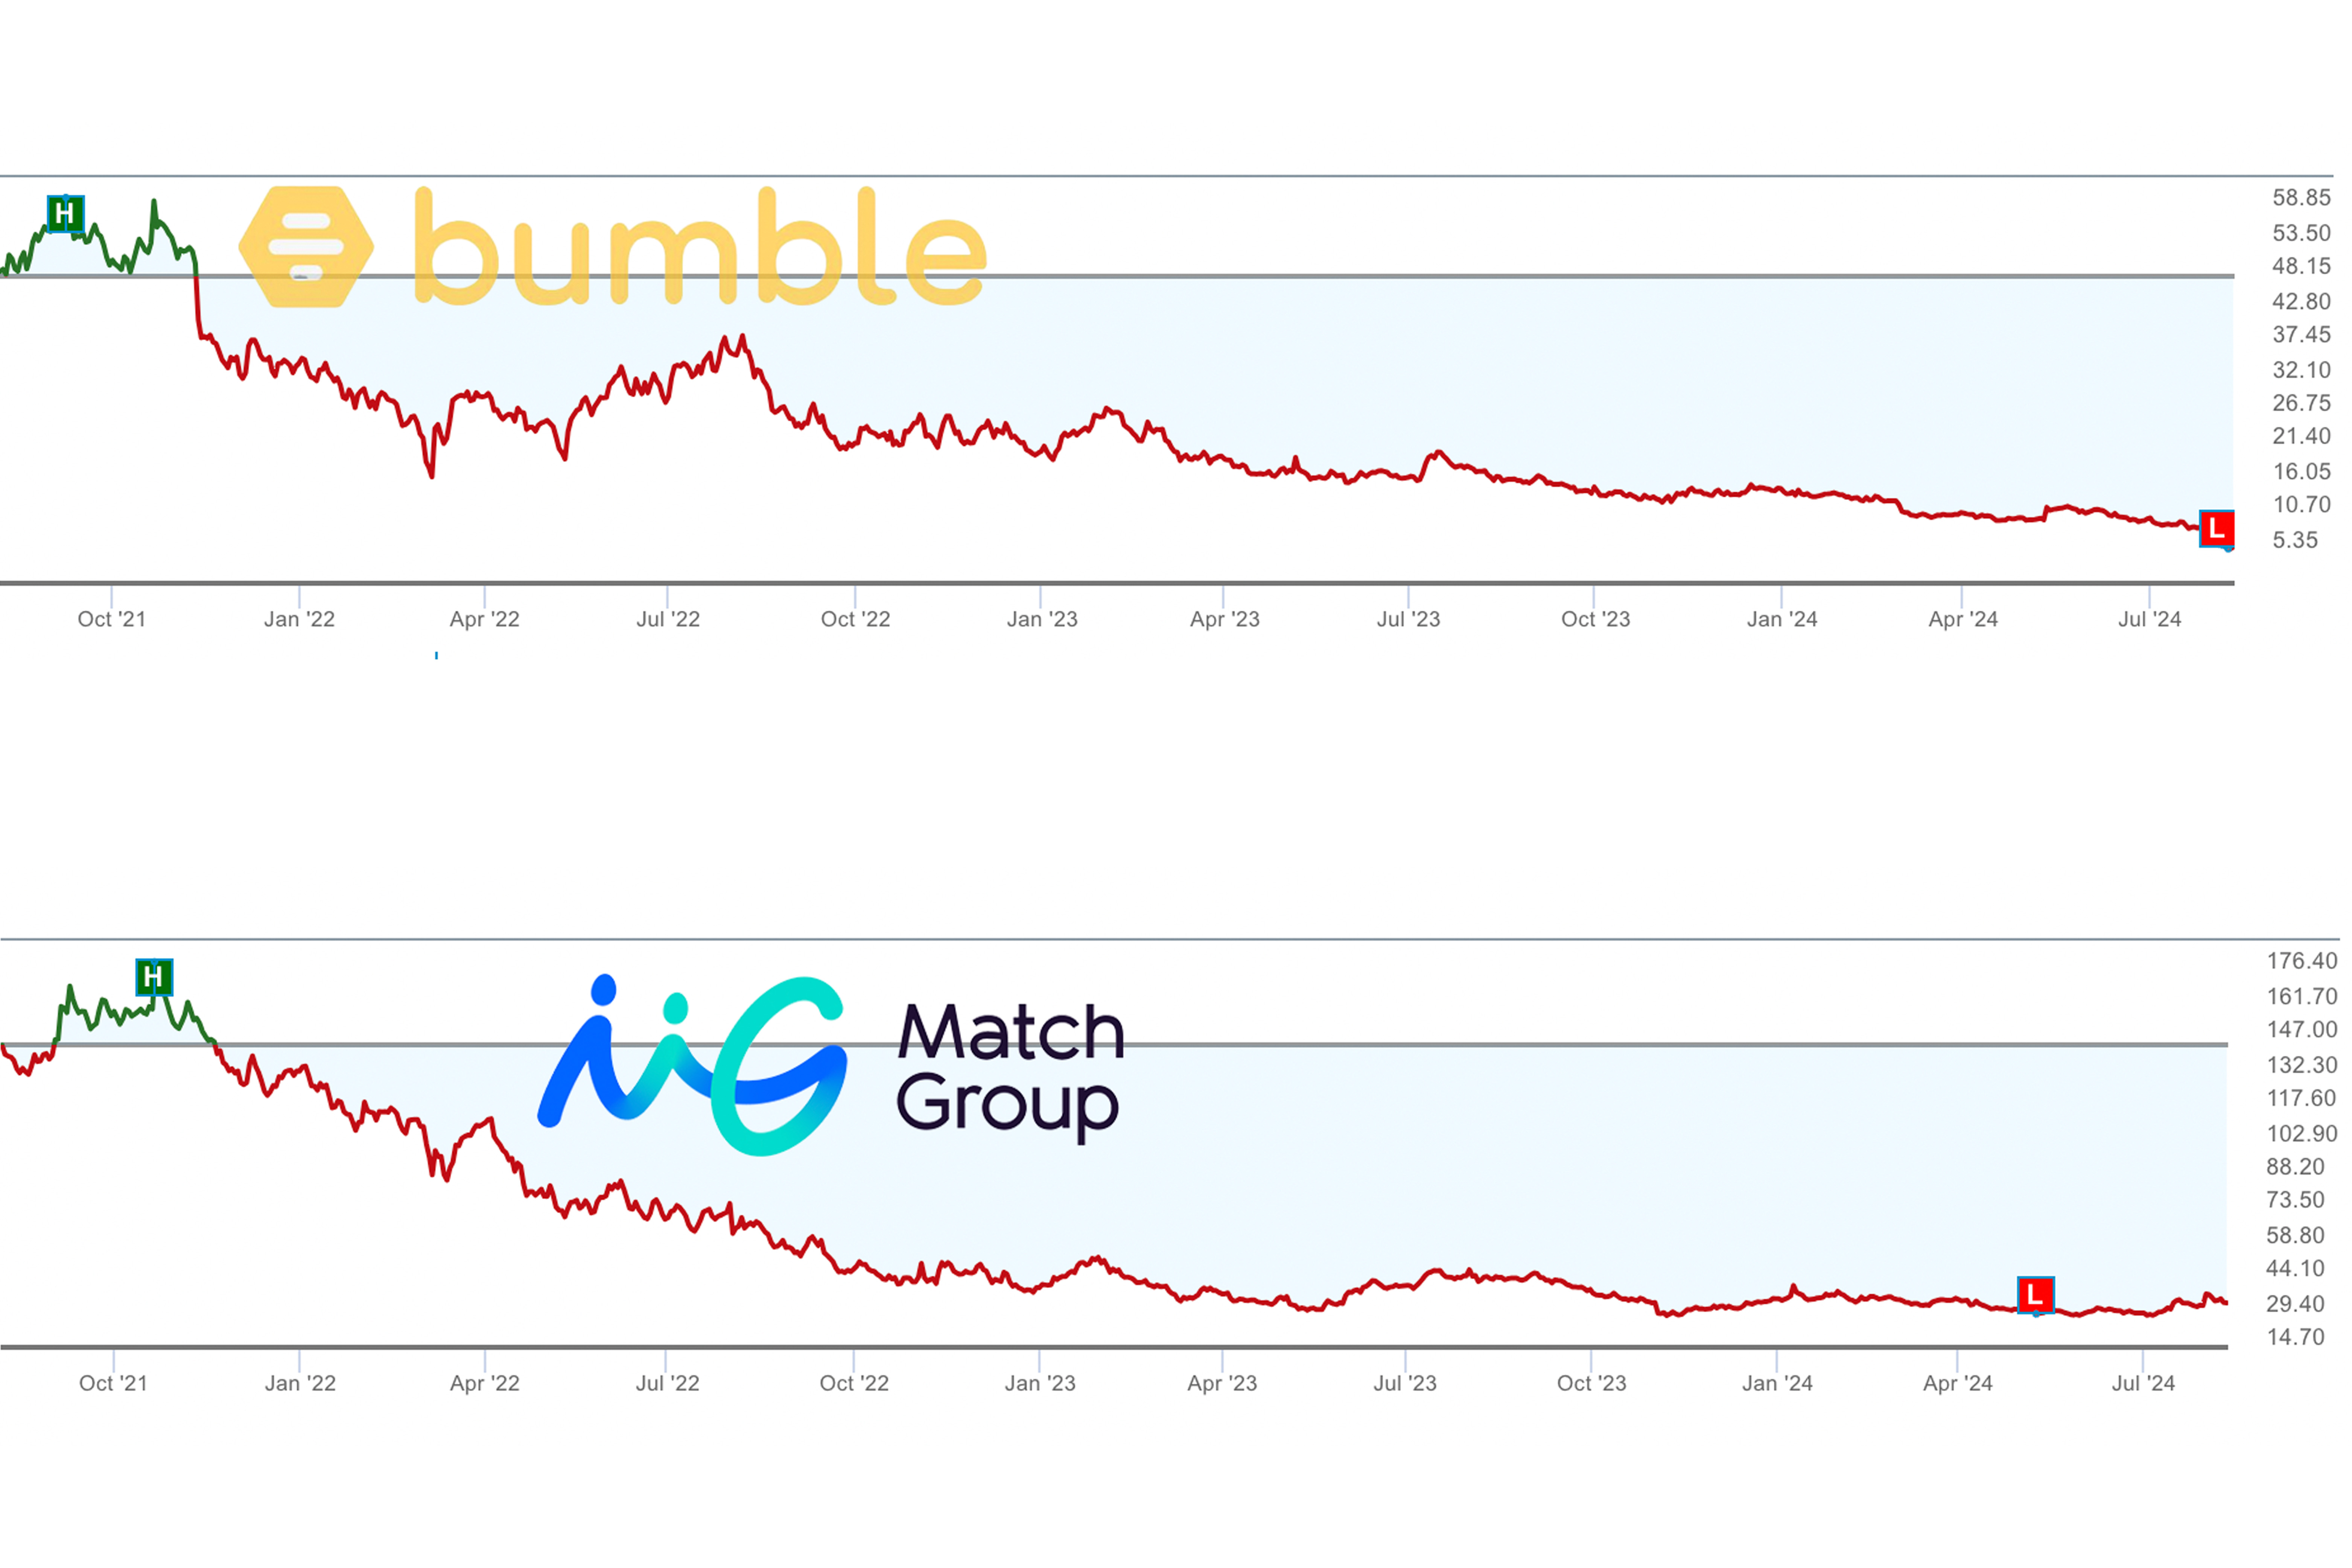 H
bumble
58.85
53.50
48.15
42.80
37.45
32.10
26.75
21.40
16.05
10.70
5.35
L
Oct '21 Jan '22 Apr '22 Jul '22 Oct '22 Jan '23 Apr '23 Jul '23 Oct '23 Jan '24 Apr '24 Jul '24
H
Match
Group
176.40
161.70
147.00
132.30
117.60
102.90
88.20
73.50
58.80
44.10
29.40
14.70
L
Oct '21 Jan '22 Apr '22 Jul '22 Oct '22 Jan '23 Apr '23 Jul '23 Oct '23 Jan '24 Apr '24 Jul '24